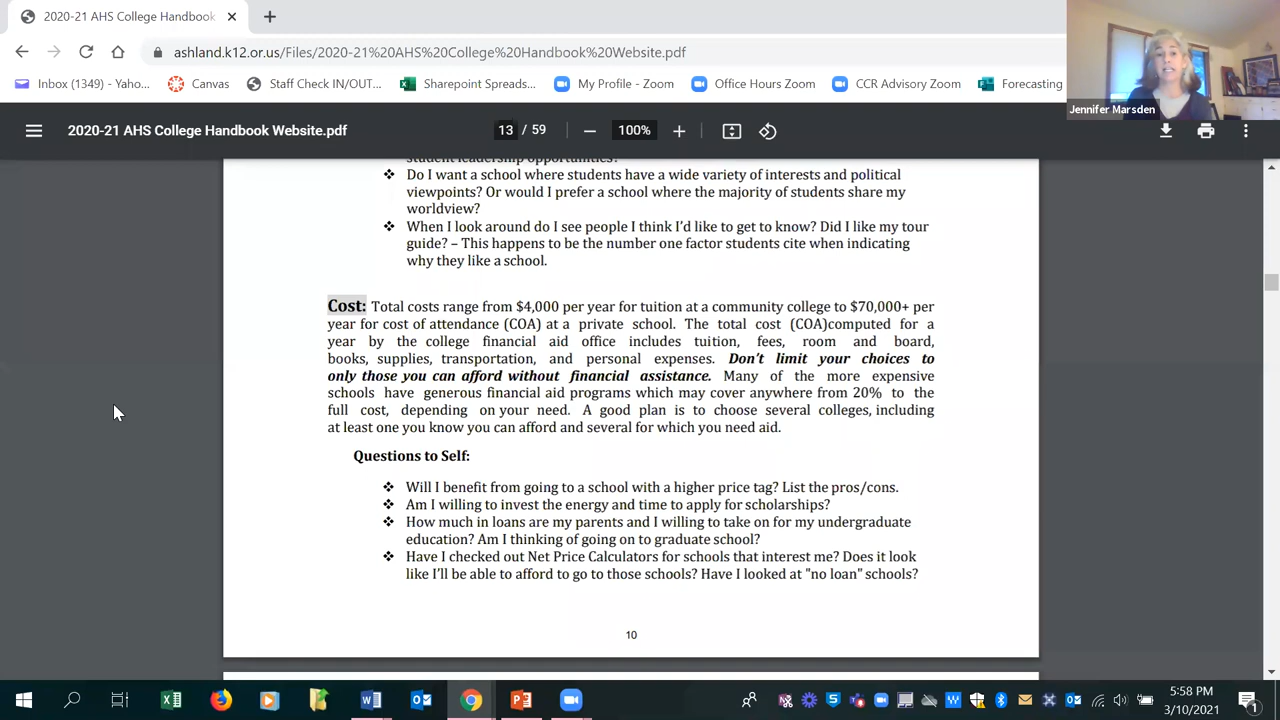 2020-21 AHS College Handbook
ashland.k12.or.us/Files/2020-21%20AHS%20College%20Handbook%20Website.pdf
Inbox (1349) - Yaho...
Canvas
Staff Check IN/OUT...
Sharepoint Spreads...
My Profile - Zoom
Office Hours Zoom
CCR Advisory Zoom
Forecasting
Jennifer Marsden
2020-21 AHS College Handbook Website.pdf
13 / 59
100%
student leadership opportunities?
❖ Do I want a school where students have a wide variety of interests and political
viewpoints? Or would I prefer a school where the majority of students share my
worldview?
❖ When I look around do I see people I think I'd like to get to know? Did I like my tour
guide? – This happens to be the number one factor students cite when indicating
why they like a school.
Cost: Total costs range from $4,000 per year for tuition at a community college to $70,000+ per
year for cost of attendance (COA) at a private school. The total cost (COA)computed for a
year by the college financial aid office includes tuition, fees, room and board,
books, supplies, transportation, and personal expenses. Don't limit your choices to
only those you can afford without financial assistance. Many of the more expensive
schools have generous financial aid programs which may cover anywhere from 20% to the
full cost, depending on your need. A good plan is to choose several colleges, including
at least one you know you can afford and several for which you need aid.
Questions to Self:
❖ Will I benefit from going to a school with a higher price tag? List the pros/cons.
❖ Am I willing to invest the energy and time to apply for scholarships?
❖ How much in loans are my parents and I willing to take on for my undergraduate
education? Am I thinking of going on to graduate school?
❖ Have I checked out Net Price Calculators for schools that interest me? Does it look
like I'll be able to afford to go to those schools? Have I looked at "no loan" schools?
10
5:58 PM
3/10/2021